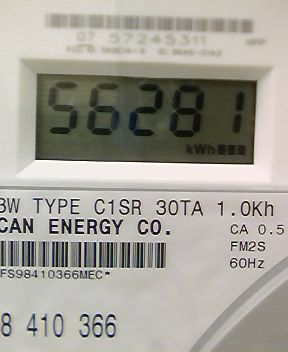 07 57245311
56281
kWh
3W TYPE C1SR 30TA 1.0Kh
CAN ENERGY CO.
CA 0.5
FM2S
60Hz
FS98410366MEC*
8 410 366